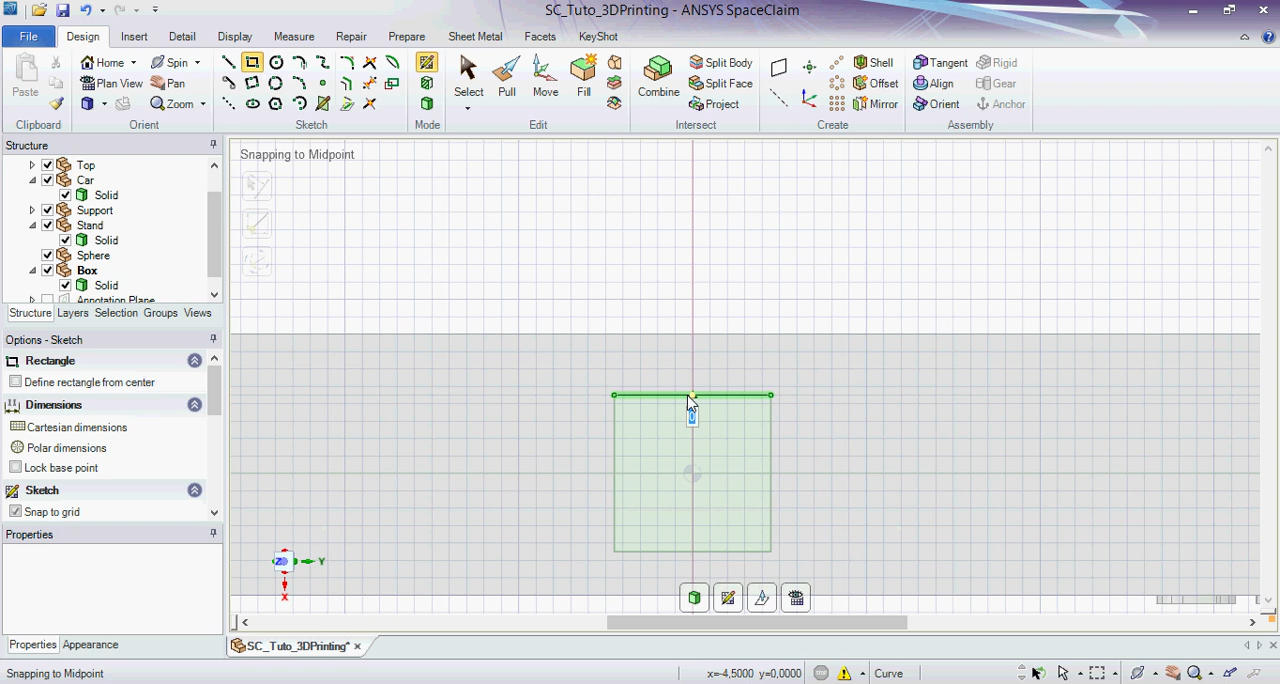 SC_Tuto_3DPrinting - ANSYS SpaceClaim
File Design Insert Detail Display Measure Repair Prepare Sheet Metal Facets KeyShot
Home Spin
Plan View Pan
Zoom
Paste
Select Pull Move Fill
Combine
Split Body
Split Face
Project
Shell
Offset
Mirror
Tangent Rigid
Align Gear
Orient Anchor
Clipboard Orient Sketch Mode Edit Intersect Create Assembly
Structure
Top
Car
Solid
Support
Stand
Solid
Sphere
Box
Solid
Annotation Plane
Structure Layers Selection Groups Views
Options - Sketch
Rectangle
Define rectangle from center
Dimensions
Cartesian dimensions
Polar dimensions
Lock base point
Sketch
Snap to grid
Properties
Properties Appearance
Snapping to Midpoint
0
Z
Y
X
SC_Tuto_3DPrinting*
Snapping to Midpoint
x=-4,5000 y=0,0000
Curve